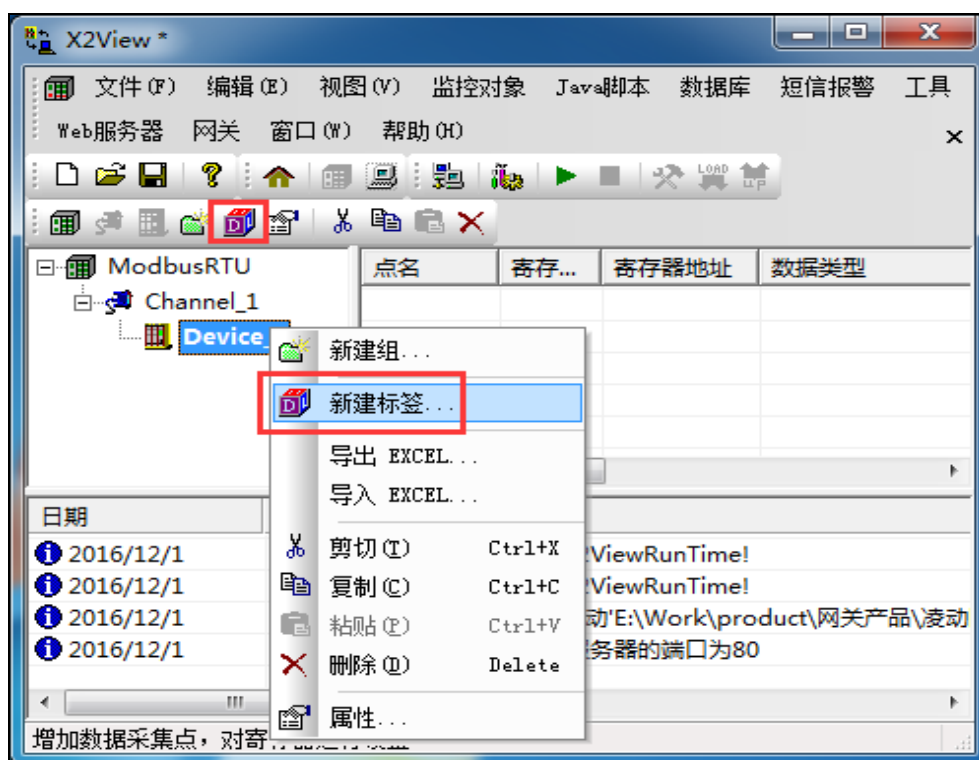 X2View *
文件(F) 编辑(E) 视图(V) 监控对象 Java脚本 数据库 短信报警 工具
Web服务器 网关 窗口(W) 帮助(H)
ModbusRTU
Channel_1
Device_
点名 寄存... 寄存器地址 数据类型
新建组...
新建标签...
导出 EXCEL...
导入 EXCEL...
剪切(T) Ctrl+X
复制(C) Ctrl+C
粘贴(P) Ctrl+V
删除(D) Delete
属性...
日期
2016/12/1 ViewRunTime!
2016/12/1 ViewRunTime!
2016/12/1 动'E:\Work\product\网关产品\凌动
2016/12/1 务器的端口为80
增加数据采集点，对寄